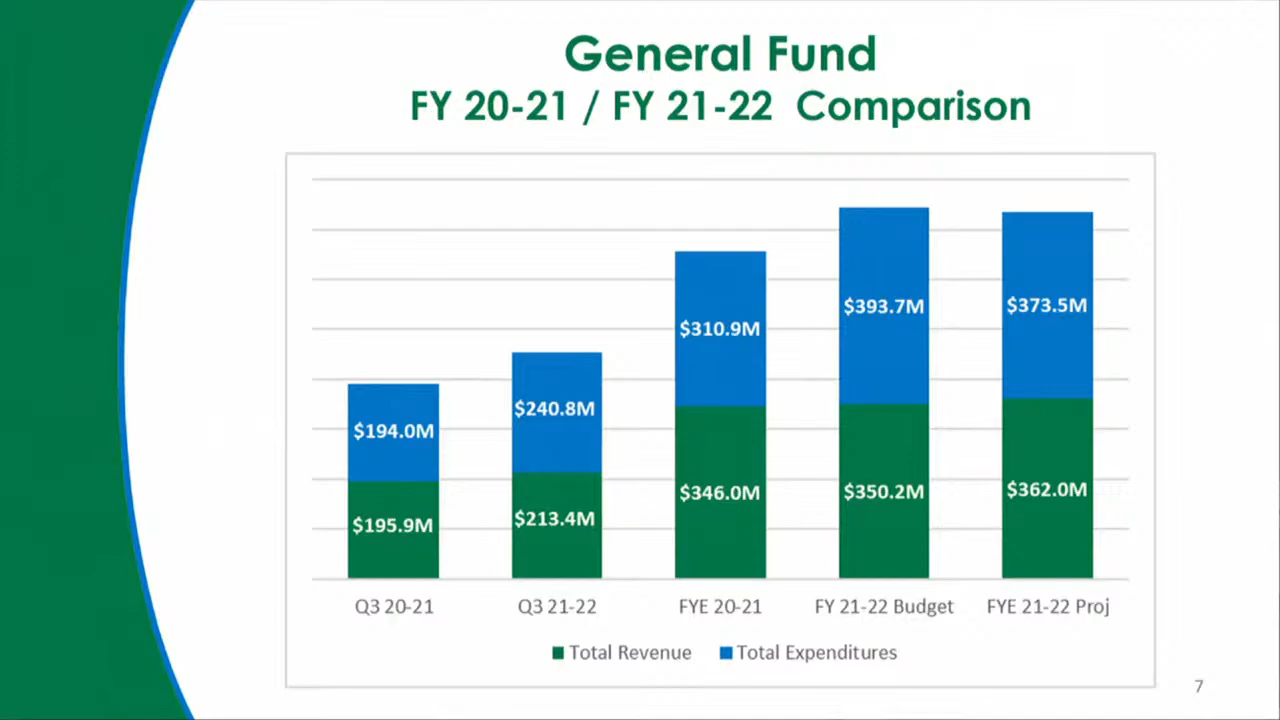 General Fund
FY 20-21 / FY 21-22 Comparison
$194.0M
$195.9M
$240.8M
$213.4M
$310.9M
$346.0M
$393.7M
$350.2M
$373.5M
$362.0M
Q3 20-21
Q3 21-22
FYE 20-21
FY 21-22 Budget
FYE 21-22 Proj
Total Revenue
Total Expenditures
7